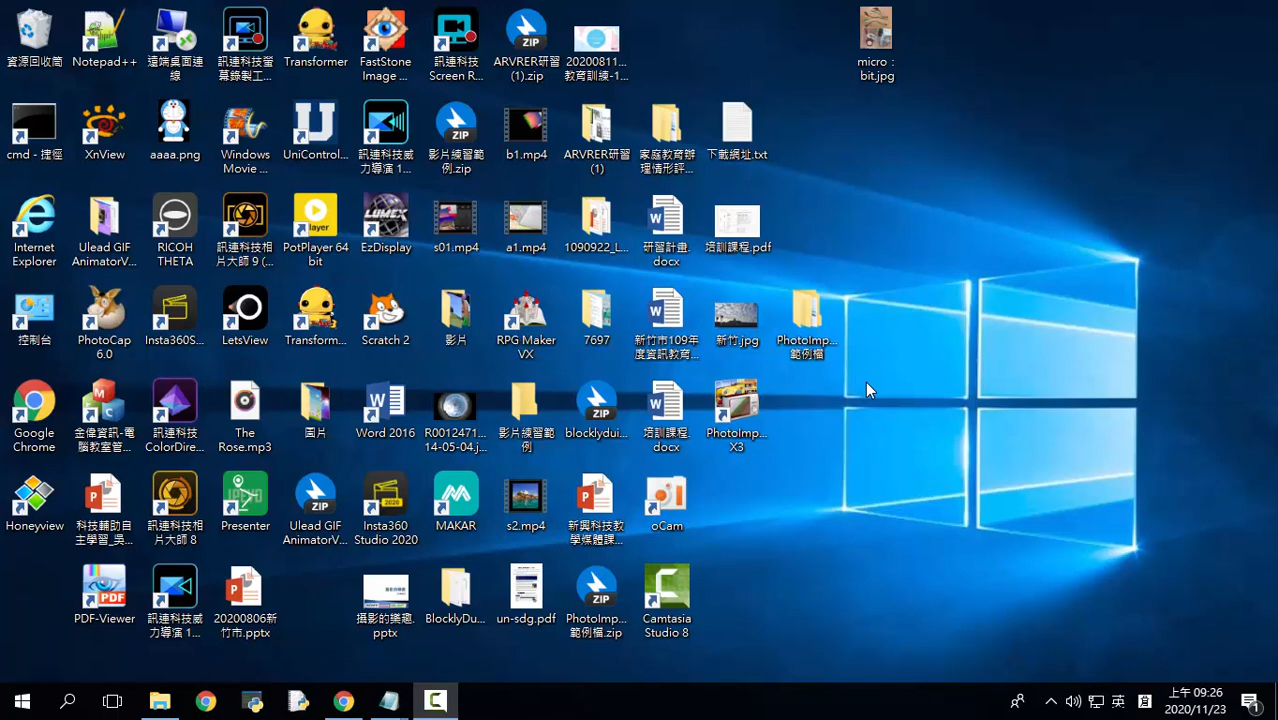 資源回收筒
Notepad++
遠端桌面連
線
訊連科技螢
幕錄製工...
Transformer
FastStone
Image ...
訊連科技
Screen R...
ARVRER研習
(1).zip
20200811...
教育訓練-1...
micro：
bit.jpg
cmd - 捷徑
XnView
aaaa.png
Windows
Movie ...
UniControl...
訊連科技威
力導演 1...
影片練習範
例.zip
b1.mp4
ARVRER研習
(1)
家庭教育辦
理情形評...
下載網址.txt
Internet
Explorer
Ulead GIF
AnimatorV...
RICOH
THETA
訊連科技相
片大師 9 (...
PotPlayer 64
bit
EzDisplay
s01.mp4
a1.mp4
1090922_L...
研習計畫.
docx
培訓課程.pdf
控制台
PhotoCap
6.0
Insta360S...
LetsView
Transform...
Scratch 2
影片
RPG Maker
VX
7697
新竹市109年
度資訊教育...
新竹.jpg
PhotoImp...
範例檔
Google
Chrome
金偉資訊-電
腦教室管...
訊連科技
ColorDire...
The
Rose.mp3
圖片
Word 2016
R0012471...
14-05-04.j...
影片練習範
例
blocklydui...
培訓課程.
docx
PhotoImp...
X3
Honeyview
科技輔助自
主學習_吳...
訊連科技相
片大師 8
Presenter
Ulead GIF
AnimatorV...
Insta360
Studio 2020
MAKAR
s2.mp4
新興科技教
學媒體課...
oCam
PDF-Viewer
訊連科技威
力導演 1...
20200806新
竹市.pptx
攝影的樂趣.
pptx
BlocklyDu...
un-sdg.pdf
PhotoImp...
範例檔.zip
Camtasia
Studio 8
英
上午 09:26
2020/11/23
1